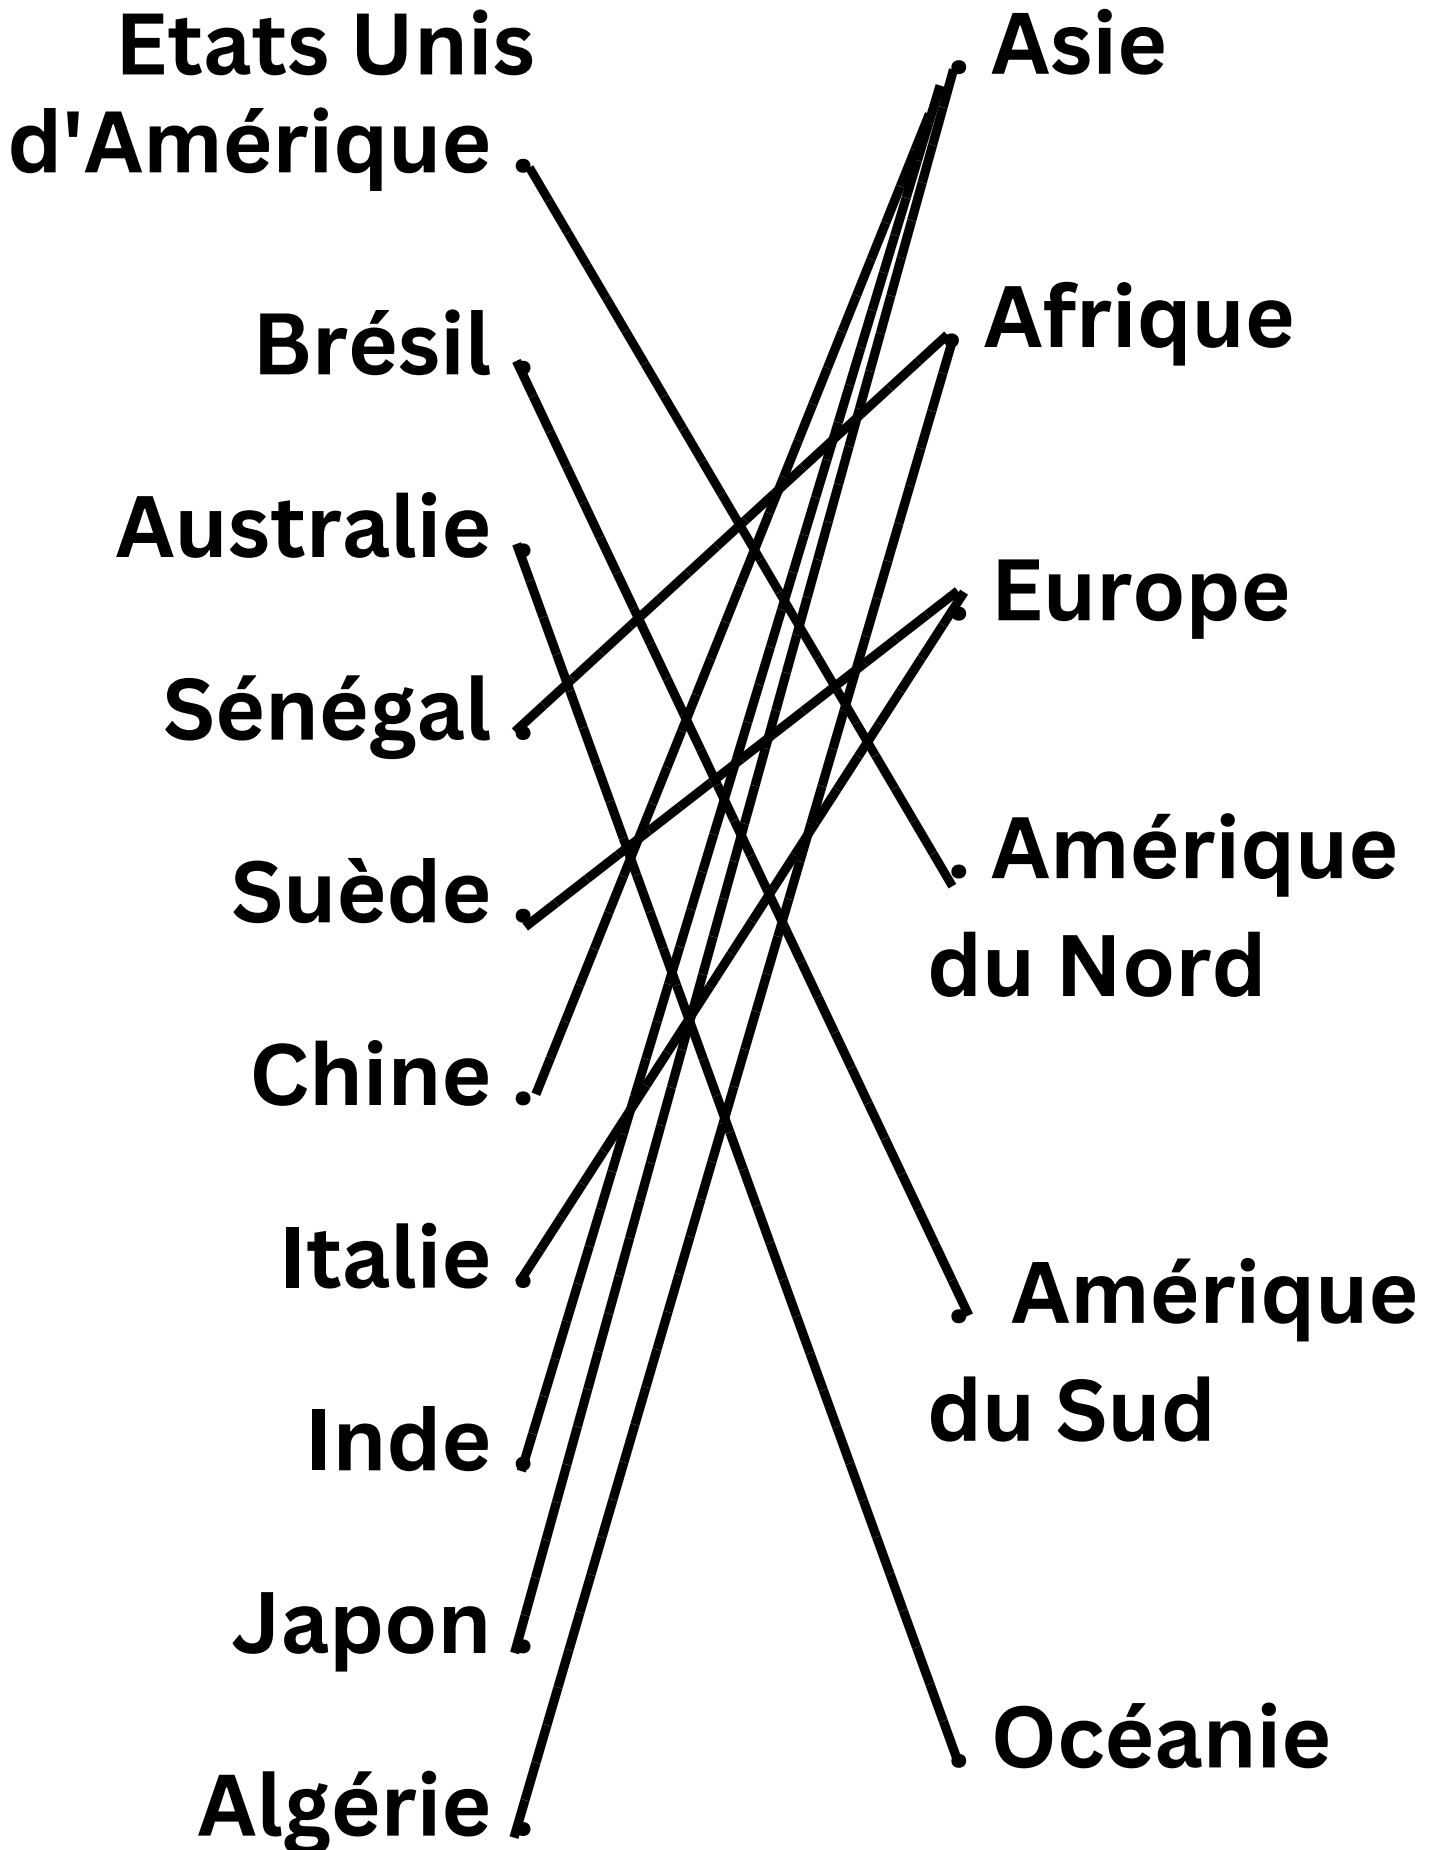 Etats Unis
d'Amérique
Brésil
Australie
Sénégal
Suède
Chine
Italie
Inde
Japon
Algérie
Asie
Afrique
Europe
Amérique
du Nord
Amérique
du Sud
Océanie